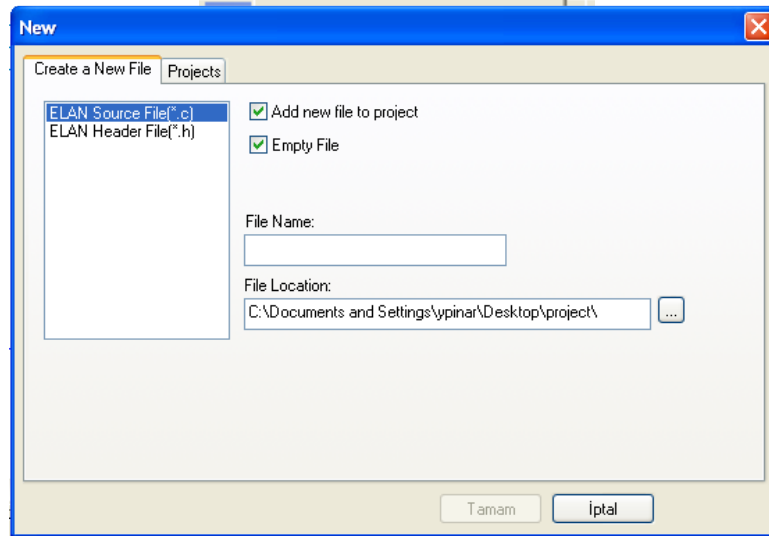 New
Create a New File Projects
ELAN Source File(*.c)
ELAN Header File(*.h)
Add new file to project
Empty File
File Name:
File Location:
C:\Documents and Settings\ypinar\Desktop\project\
...
Tamam İptal